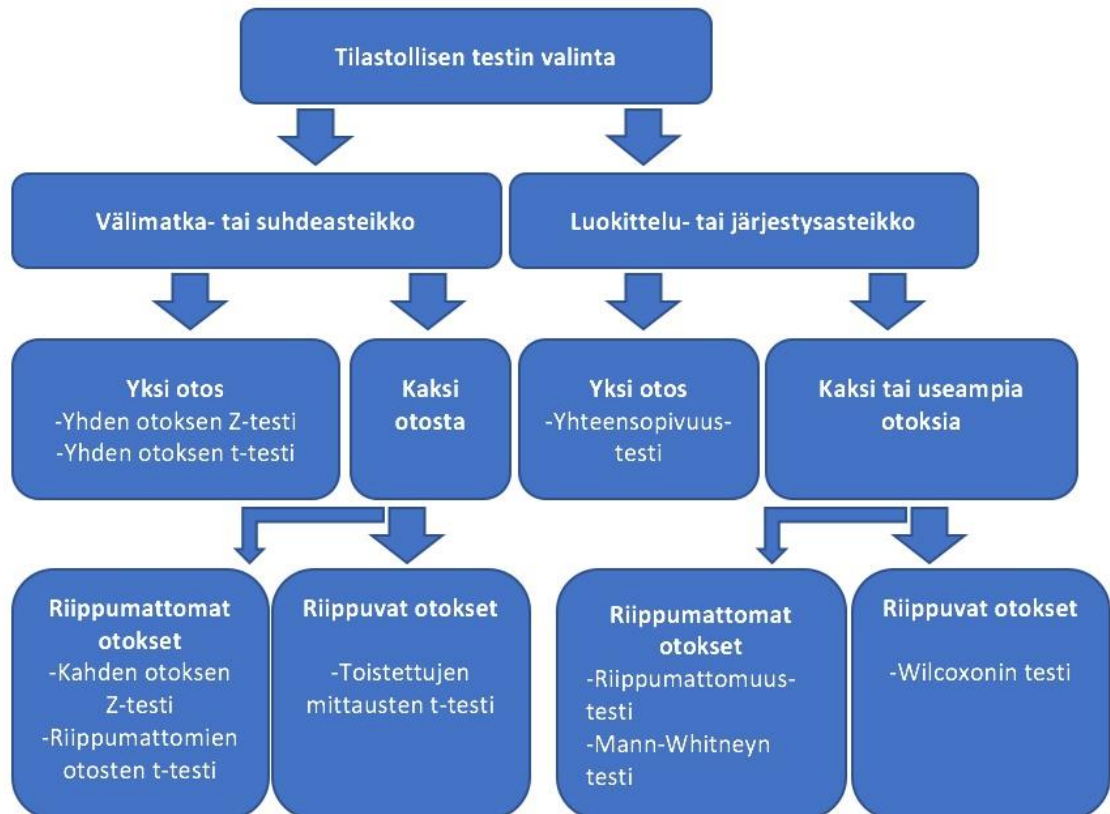 Tilastollisen testin valinta
Välimatka- tai suhdeasteikko
Luokittelu- tai järjestysasteikko
Yksi otos
-Yhden otoksen Z-testi
-Yhden otoksen t-testi
Kaksi
otosta
Yksi otos
-Yhteensopivuus-
testi
Kaksi tai useampia
otoksia
Riippumattomat
otokset
-Kahden otoksen
Z-testi
-Riippumattomien
otosten t-testi
Riippuvat otokset
-Toistettujen
mittausten t-testi
Riippumattomat
otokset
-Riippumattomuus-
testi
-Mann-Whitneyn
testi
Riippuvat otokset
-Wilcoxonin testi